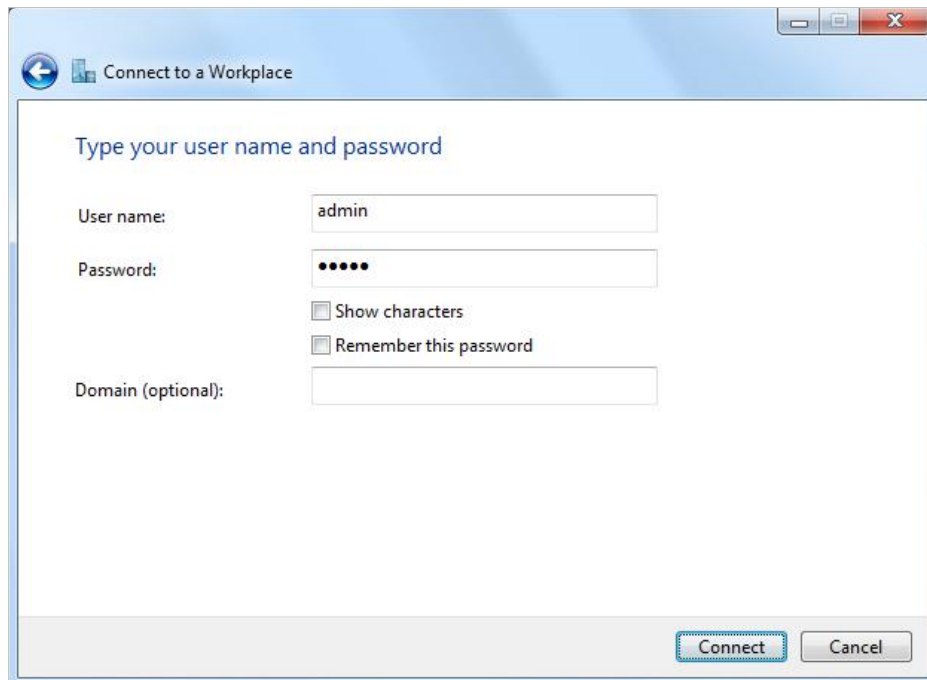 Connect to a Workplace
Type your user name and password
User name: admin
Password: •••••
Show characters
Remember this password
Domain (optional):
Connect Cancel